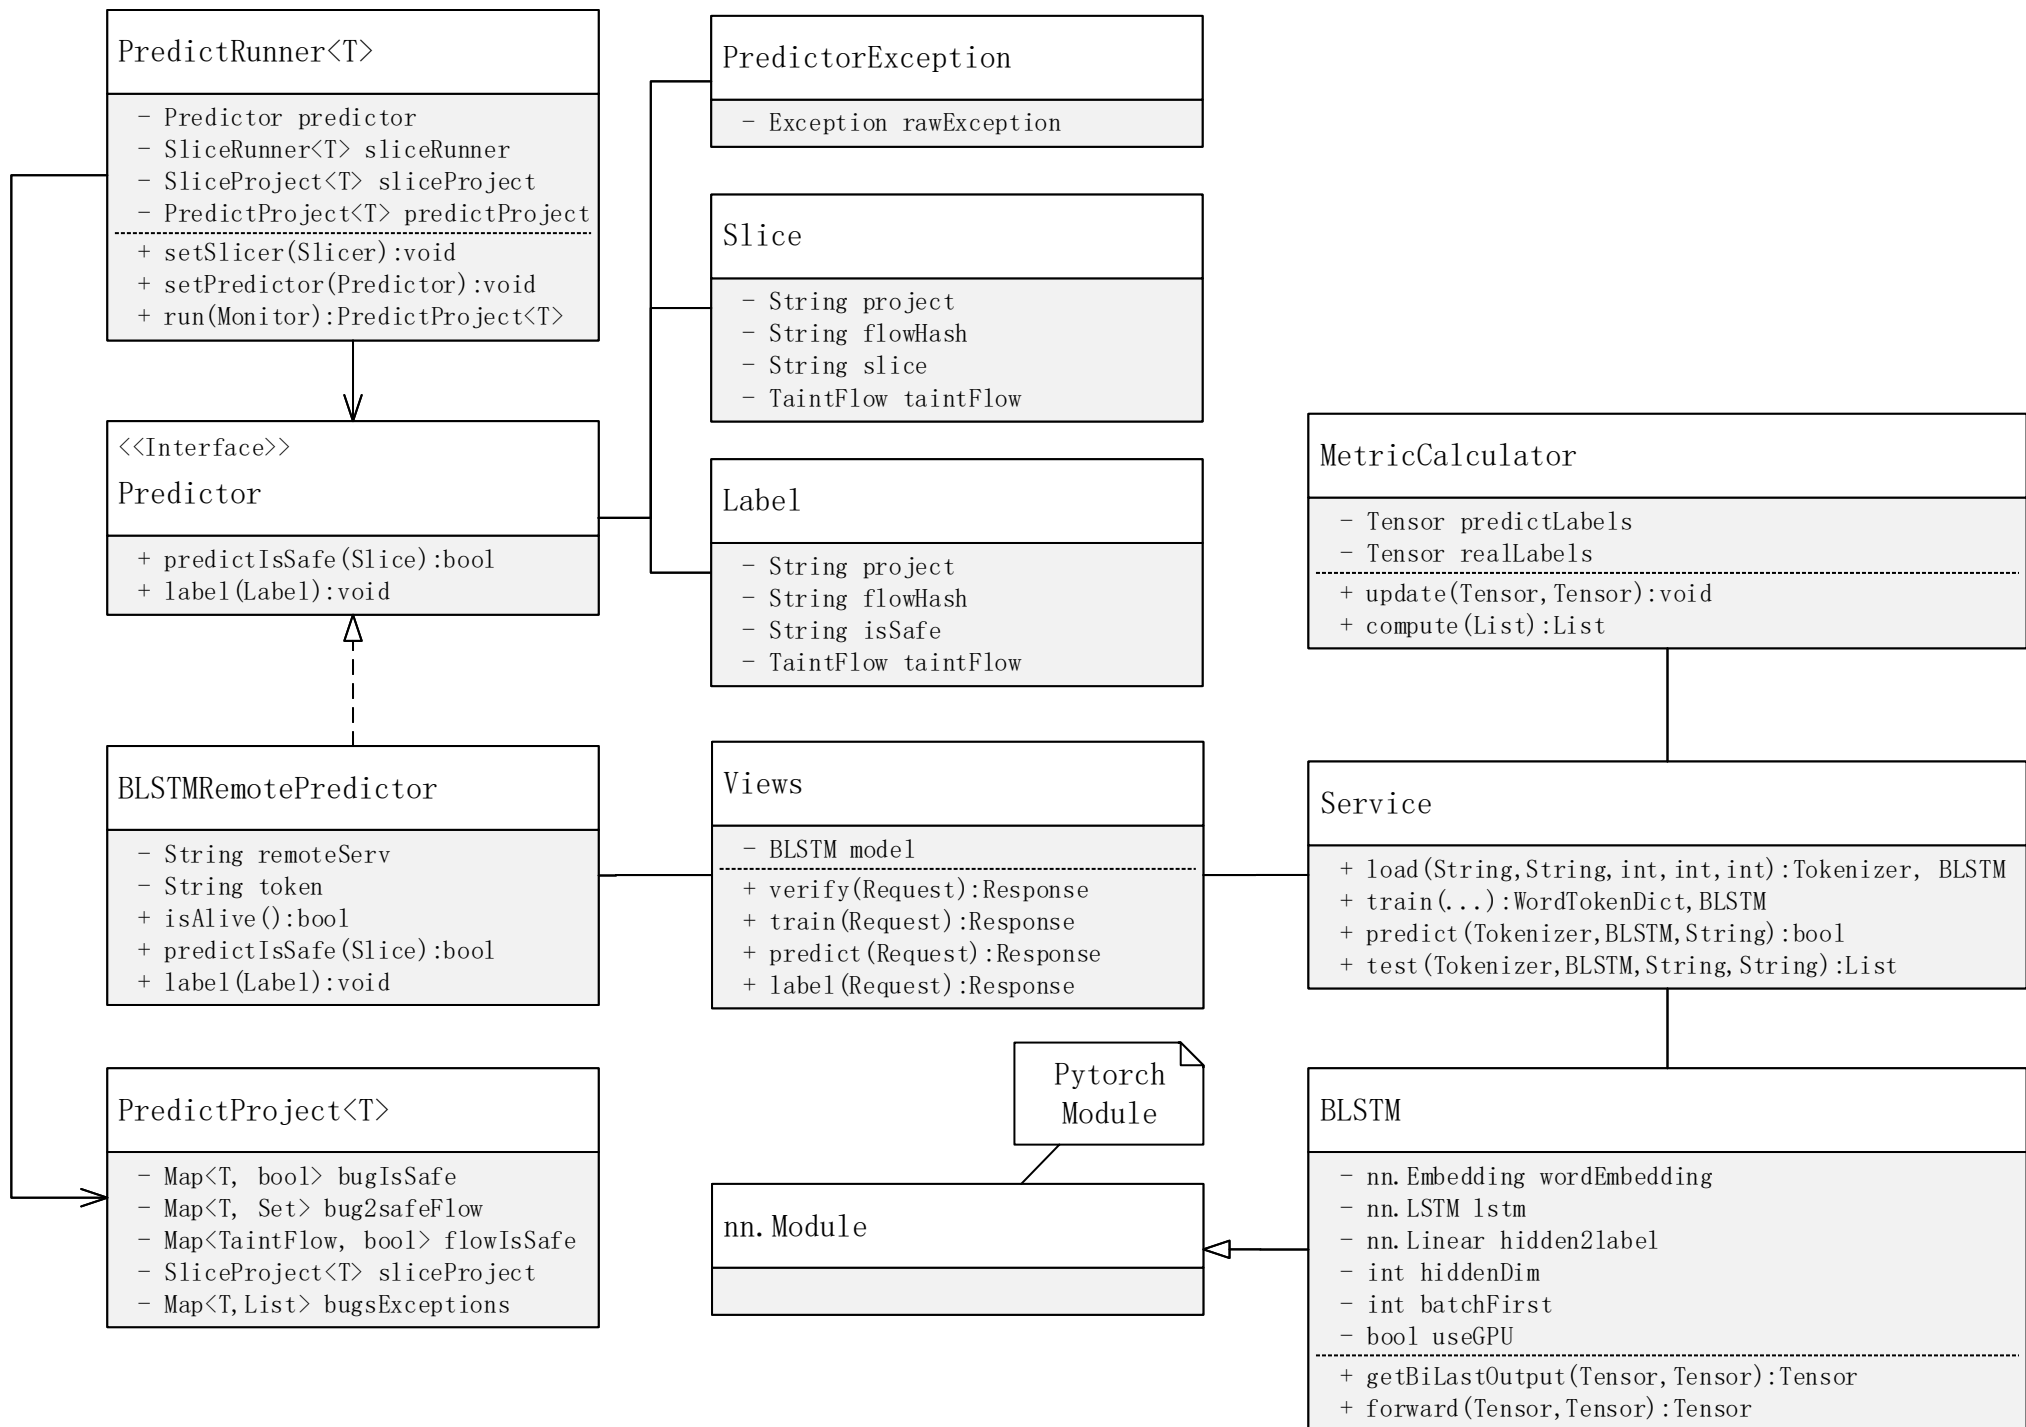 PredictRunner<T>
- Predictor predictor
- SliceRunner<T> sliceRunner
- SliceProject<T> sliceProject
- PredictProject<T> predictProject
+ setSlicer(Slicer):void
+ setPredictor(Predictor):void
+ run(Monitor):PredictProject<T>
<<Interface>>
Predictor
+ predictIsSafe(Slice):bool
+ label(Label):void
BLSTMRemotePredictor
- String remoteServ
- String token
+ isAlive():bool
+ predictIsSafe(Slice):bool
+ label(Label):void
PredictProject<T>
- Map<T, bool> bugIsSafe
- Map<T, Set> bug2safeFlow
- Map<TaintFlow, bool> flowIsSafe
- SliceProject<T> sliceProject
- Map<T,List> bugsExceptions
PredictorException
- Exception rawException
Slice
- String project
- String flowHash
- String slice
- TaintFlow taintFlow
Label
- String project
- String flowHash
- String isSafe
- TaintFlow taintFlow
Views
- BLSTM model
+ verify(Request):Response
+ train(Request):Response
+ predict(Request):Response
+ label(Request):Response
Pytorch
Module
nn.Module
MetricCalculator
- Tensor predictLabels
- Tensor realLabels
+ update(Tensor,Tensor):void
+ compute(List):List
Service
+ load(String,String,int,int,int):Tokenizer, BLSTM
+ train(...):WordTokenDict,BLSTM
+ predict(Tokenizer,BLSTM,String):bool
+ test(Tokenizer,BLSTM,String,String):List
BLSTM
- nn.Embedding wordEmbedding
- nn.LSTM lstm
- nn.Linear hidden2label
- int hiddenDim
- int batchFirst
- bool useGPU
+ getBiLastOutput(Tensor,Tensor):Tensor
+ forward(Tensor,Tensor):Tensor